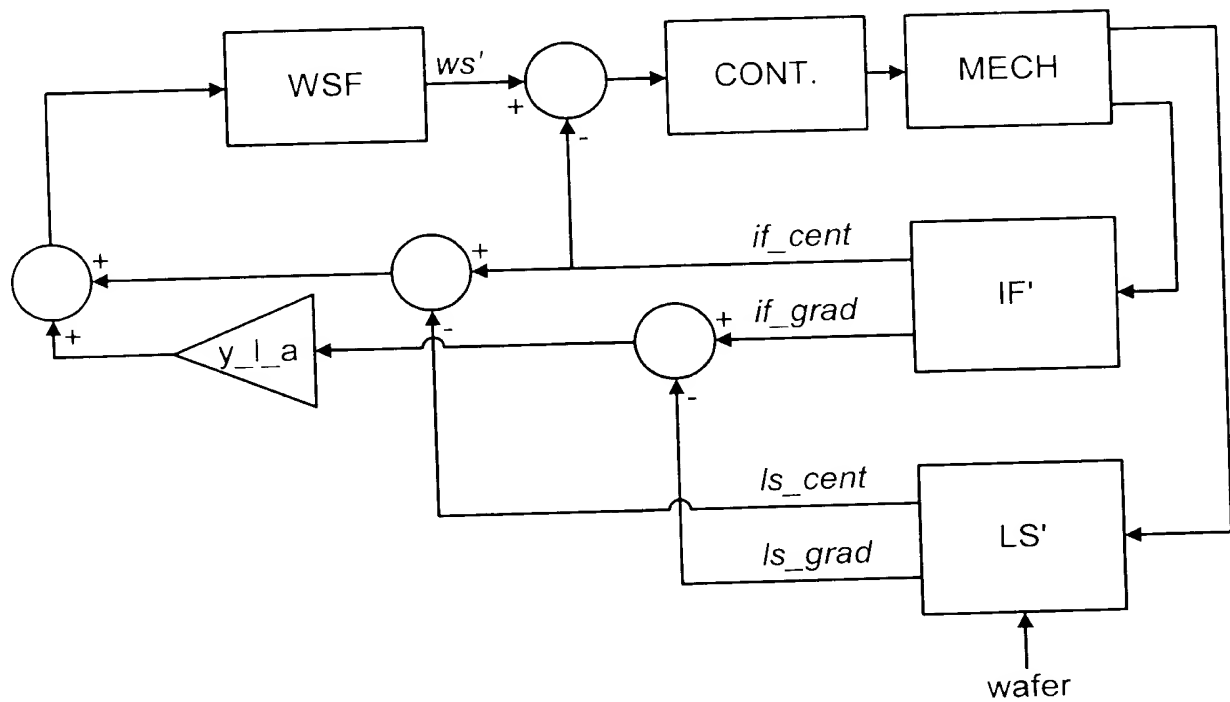 WSF
ws'
+
-
CONT.
MECH
+
+
-
if_cent
if_grad
+
-
IF'
+
y_l_a
ls_cent
ls_grad
LS'
wafer